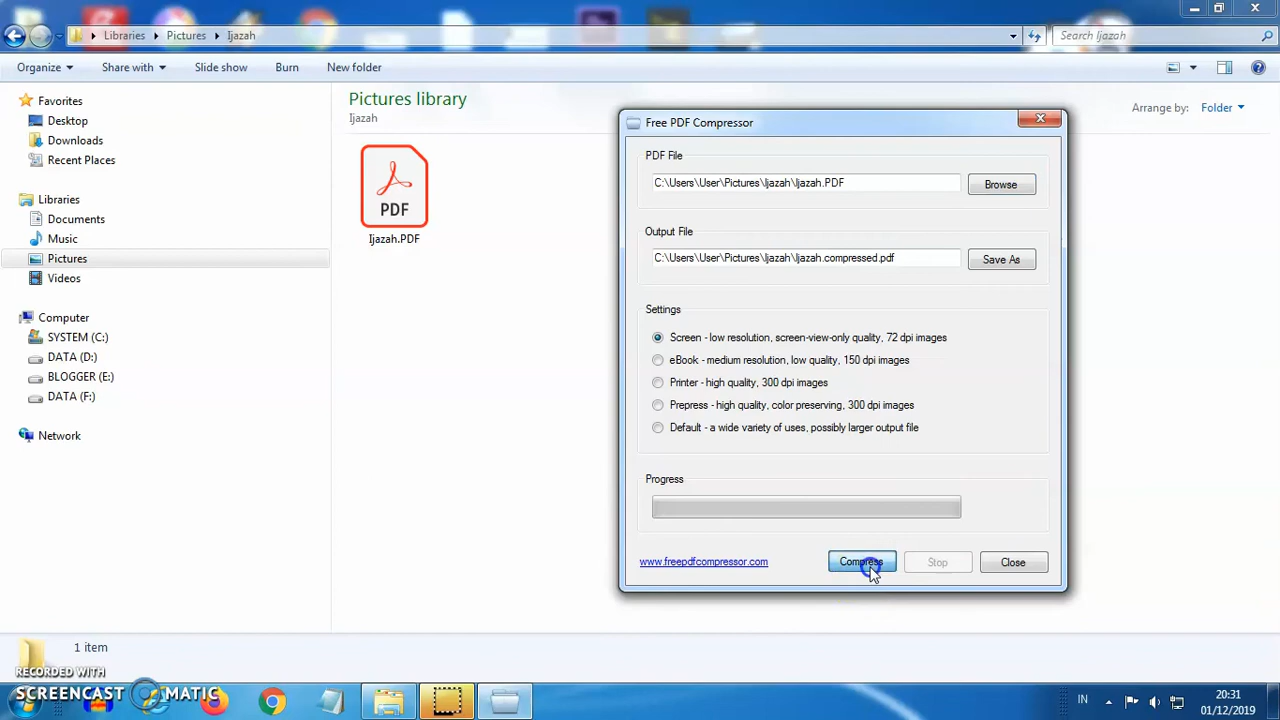 Libraries ▸ Pictures ▸ Ijazah
Search Ijazah
Organize Share with Slide show Burn New folder
Favorites
Desktop
Downloads
Recent Places
Libraries
Documents
Music
Pictures
Videos
Computer
SYSTEM (C:)
DATA (D:)
BLOGGER (E:)
DATA (F:)
Network
Pictures library
Ijazah
Arrange by: Folder
PDF
Ijazah.PDF
Free PDF Compressor
PDF File
C:\Users\User\Pictures\Ijazah\Ijazah.PDF
Browse
Output File
C:\Users\User\Pictures\Ijazah\Ijazah.compressed.pdf
Save As
Settings
Screen - low resolution, screen-view-only quality, 72 dpi images
eBook - medium resolution, low quality, 150 dpi images
Printer - high quality, 300 dpi images
Prepress - high quality, color preserving, 300 dpi images
Default - a wide variety of uses, possibly larger output file
Progress
www.freepdfcompressor.com
Compress Stop Close
1 item
RECORDED WITH
SCREENCAST MATIC
IN
20:31
01/12/2019